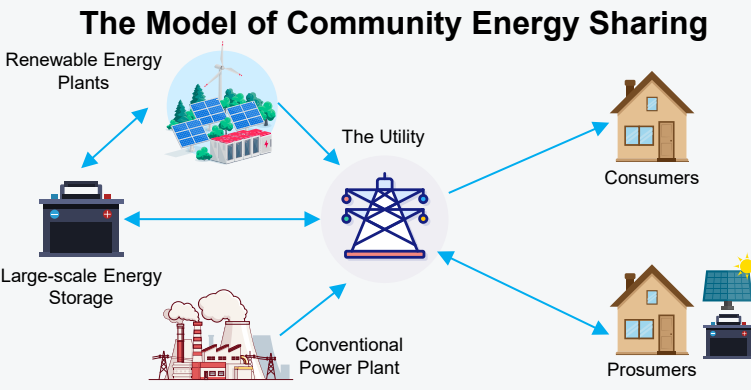 The Model of Community Energy Sharing
Renewable Energy
Plants
The Utility
Consumers
Large-scale Energy
Storage
Conventional
Power Plant
Prosumers